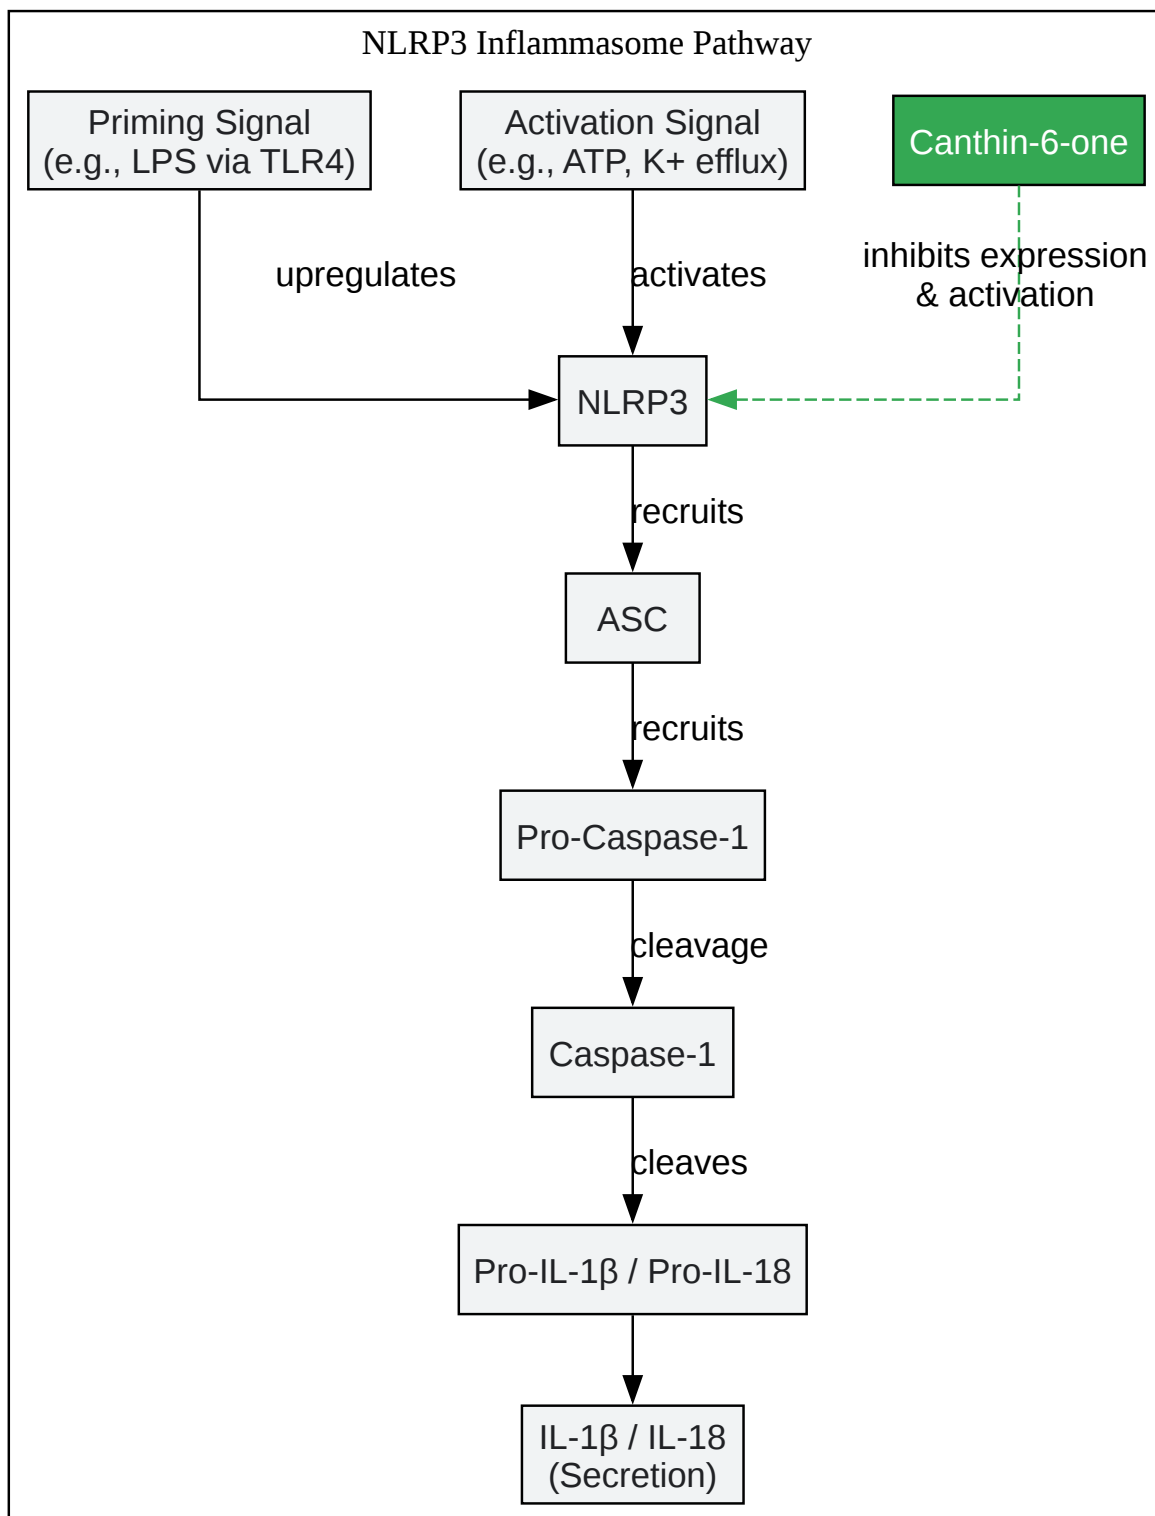 NLRP3 Inflammasome Pathway
Priming Signal
(e.g., LPS via TLR4)
Activation Signal
(e.g., ATP, K+ efflux)
Canthin-6-one
upregulates
activates
inhibits expression
& activation
NLRP3
recruits
ASC
recruits
Pro-Caspase-1
cleavage
Caspase-1
cleaves
Pro-IL-1β / Pro-IL-18
IL-1β / IL-18
(Secretion)